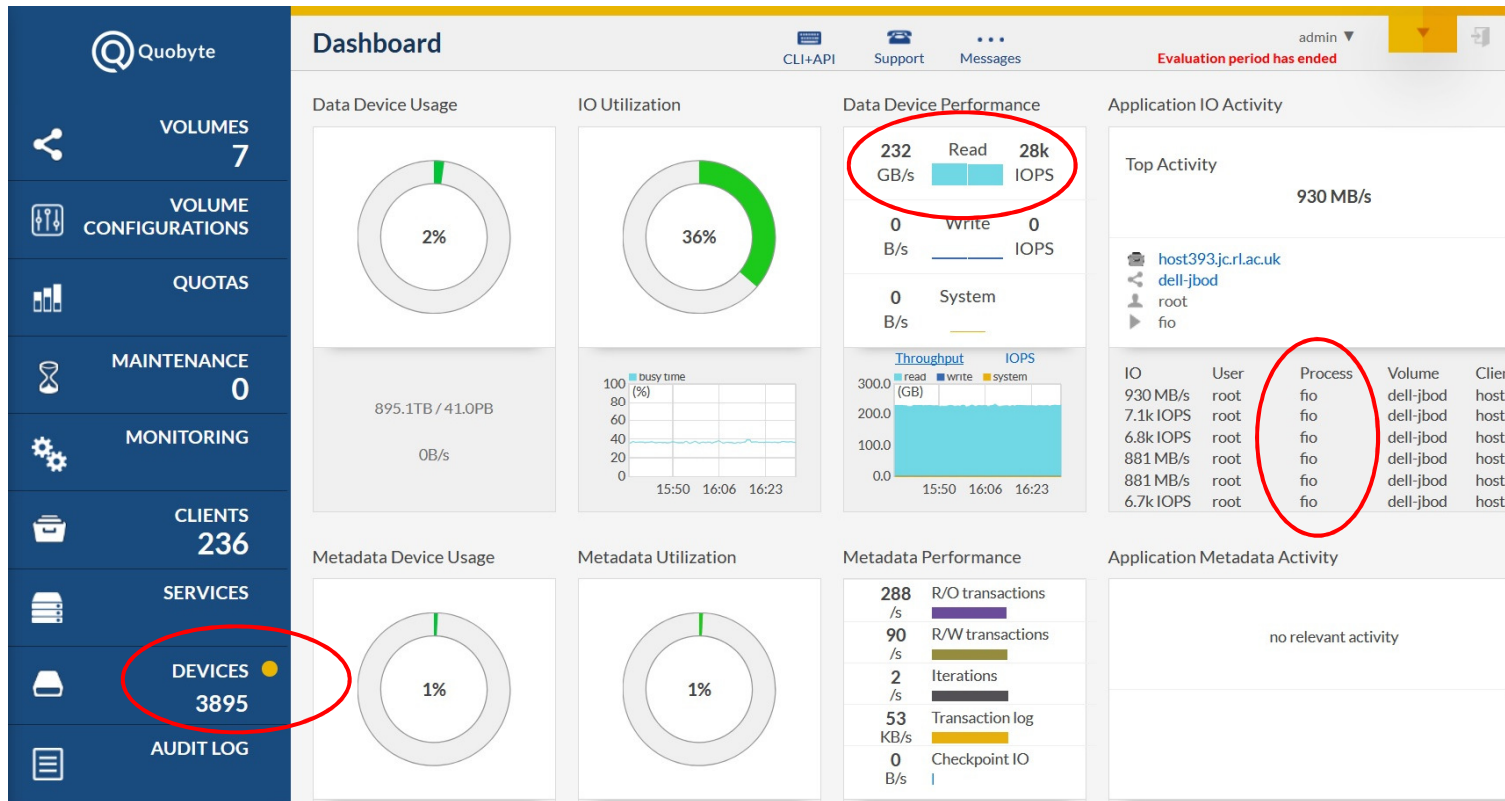 Quobyte
VOLUMES
7
VOLUME
CONFIGURATIONS
QUOTAS
MAINTENANCE
0
MONITORING
CLIENTS
236
SERVICES
DEVICES
3895
AUDIT LOG
Dashboard
CLI+API
Support
Messages
admin ▼
Evaluation period has ended
Data Device Usage
2%
895.1TB / 41.0PB
0B/s
IO Utilization
36%
busy time
(%)
100
80
60
40
20
0
15:50 16:06 16:23
Data Device Performance
232 Read 28k
GB/s IOPS
0 Write 0
B/s IOPS
0 System
B/s
Throughput IOPS
read write system
(GB)
300.0
200.0
100.0
0.0
15:50 16:06 16:23
Application IO Activity
Top Activity
930 MB/s
host393.jc.rl.ac.uk
dell-jbod
root
fio
IO User Process Volume Clier
930 MB/s root fio dell-jbod host
7.1k IOPS root fio dell-jbod host
6.8k IOPS root fio dell-jbod host
881 MB/s root fio dell-jbod host
881 MB/s root fio dell-jbod host
6.7k IOPS root fio dell-jbod host
Metadata Device Usage
1%
Metadata Utilization
1%
Metadata Performance
288 R/O transactions
/s
90 R/W transactions
/s
2 Iterations
/s
53 Transaction log
KB/s
0 Checkpoint IO
B/s
Application Metadata Activity
no relevant activity